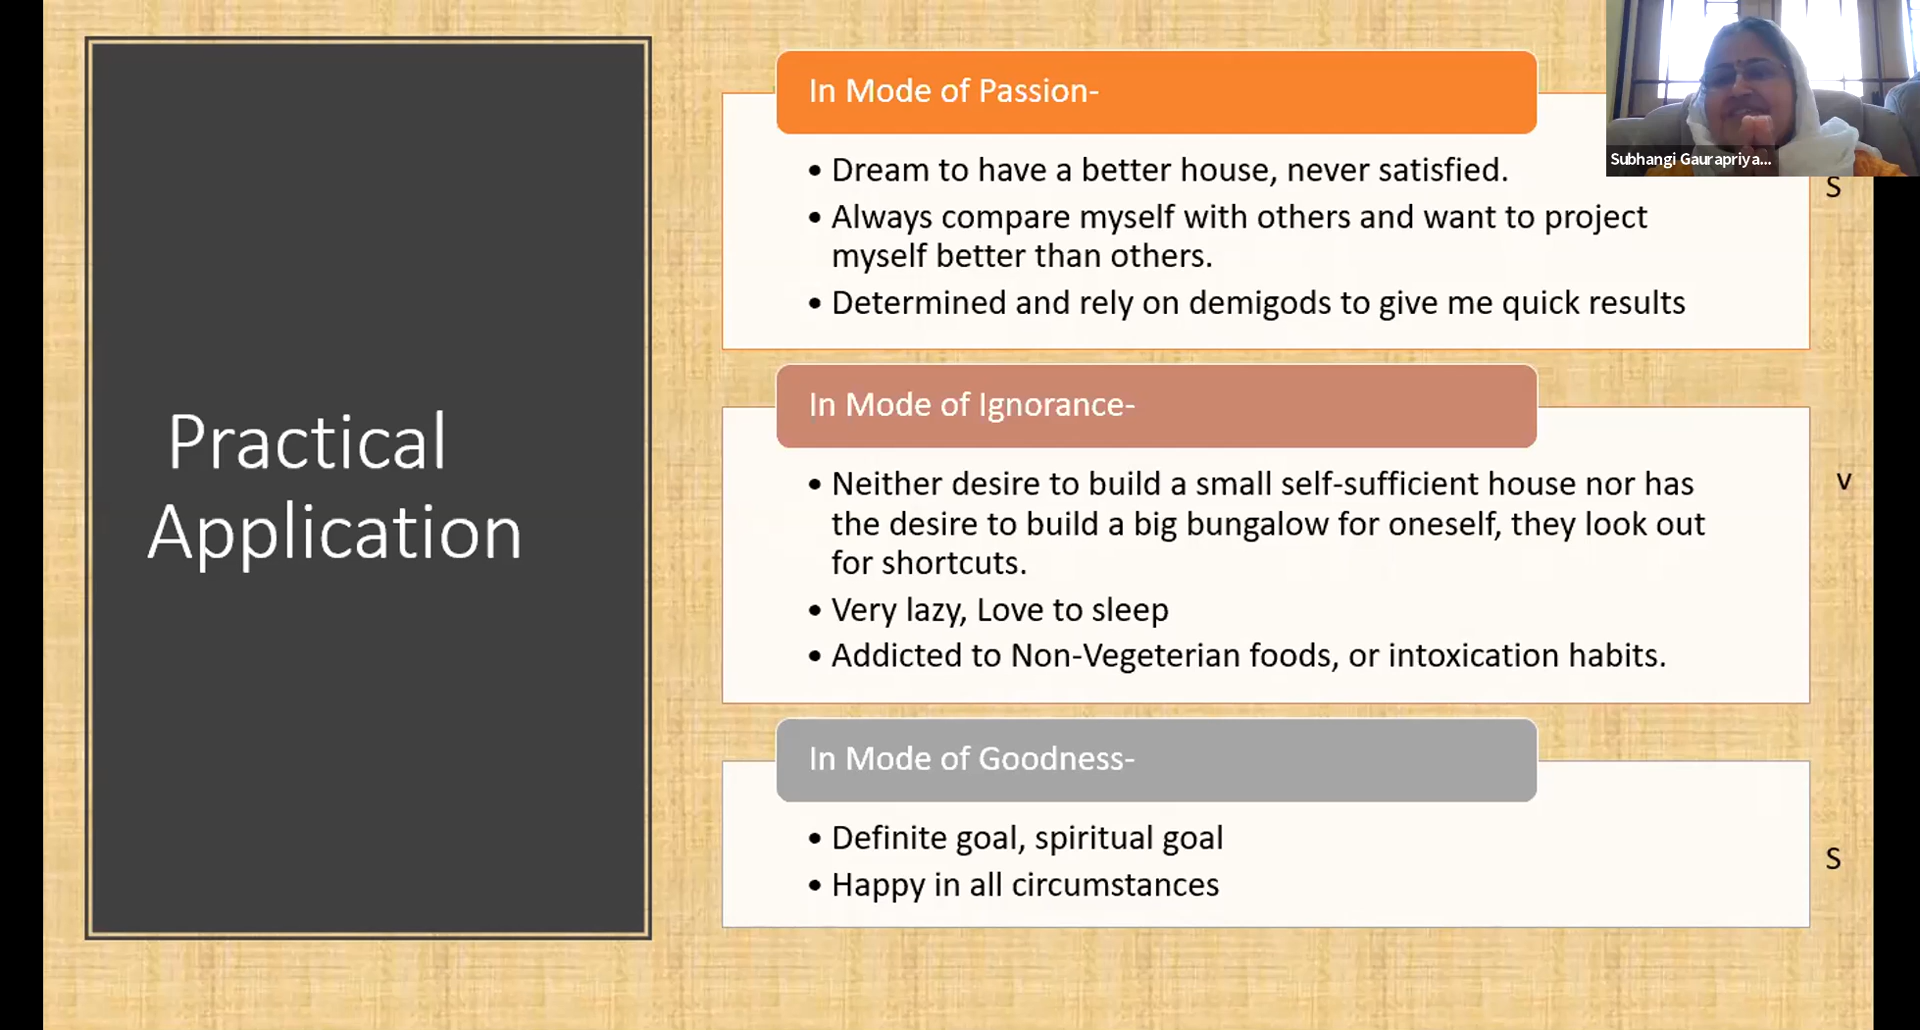 Practical
Application
In Mode of Passion-
• Dream to have a better house, never satisfied.
• Always compare myself with others and want to project
myself better than others.
• Determined and rely on demigods to give me quick results
In Mode of Ignorance-
• Neither desire to build a small self-sufficient house nor has
the desire to build a big bungalow for oneself, they look out
for shortcuts.
• Very lazy, Love to sleep
• Addicted to Non-Vegeterian foods, or intoxication habits.
In Mode of Goodness-
• Definite goal, spiritual goal
• Happy in all circumstances
Subhangi Gaurapriya...
S
v
S